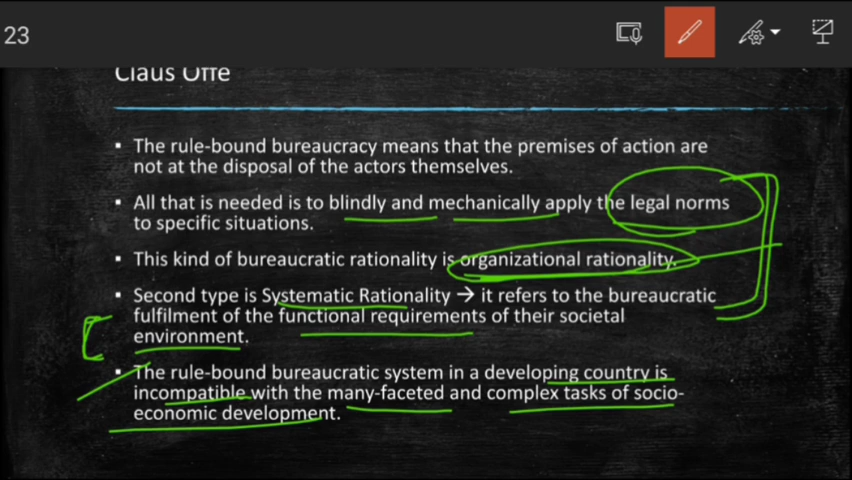 23
Claus Offe
▪ The rule-bound bureaucracy means that the premises of action are
not at the disposal of the actors themselves.
▪ All that is needed is to blindly and mechanically apply the legal norms
to specific situations.
▪ This kind of bureaucratic rationality is organizational rationality.
▪ Second type is Systematic Rationality → it refers to the bureaucratic
fulfilment of the functional requirements of their societal
environment.
▪ The rule-bound bureaucratic system in a developing country is
incompatible with the many-faceted and complex tasks of socio-
economic development.